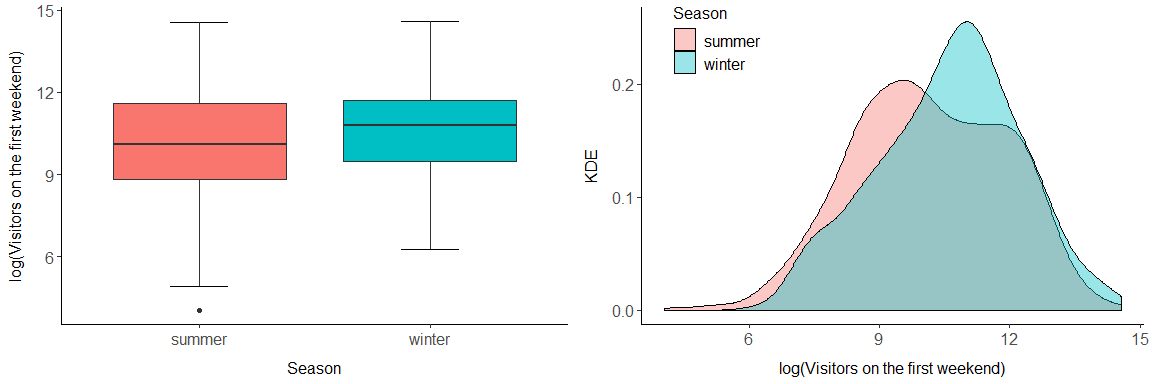 log(Visitors on the first weekend)
15
12
9
6
summer
winter
Season
Season
summer
winter
KDE
0.2
0.1
0.0
6
9
12
15
log(Visitors on the first weekend)